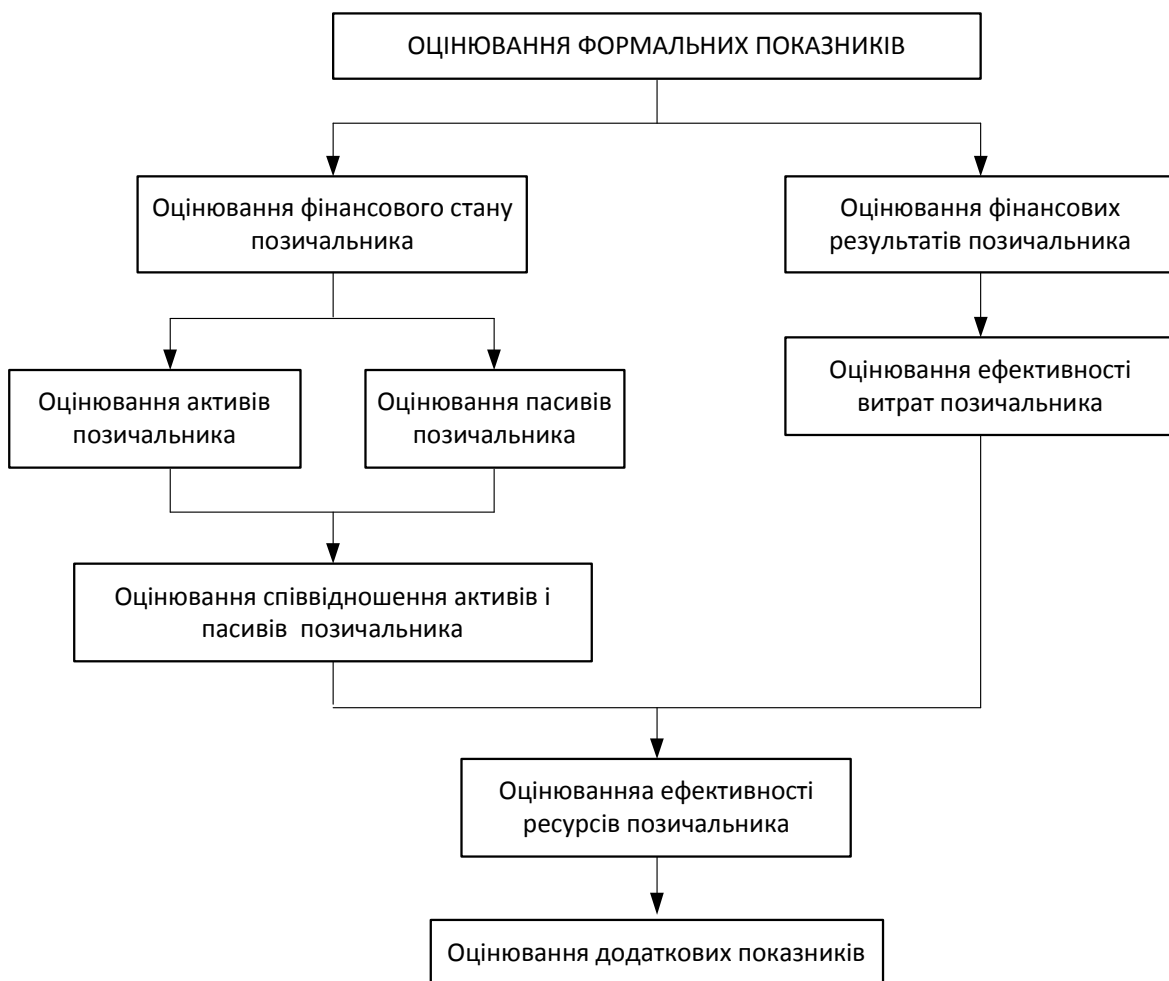 ОЦІНЮВАННЯ ФОРМАЛЬНИХ ПОКАЗНИКІВ
Оцінювання фінансового стану
позичальника
Оцінювання фінансових
результатів позичальника
Оцінювання активів
позичальника
Оцінювання пасивів
позичальника
Оцінювання ефективності
витрат позичальника
Оцінювання співвідношення активів і
пасивів  позичальника
Оцінюванняа ефективності
ресурсів позичальника
Оцінювання додаткових показників